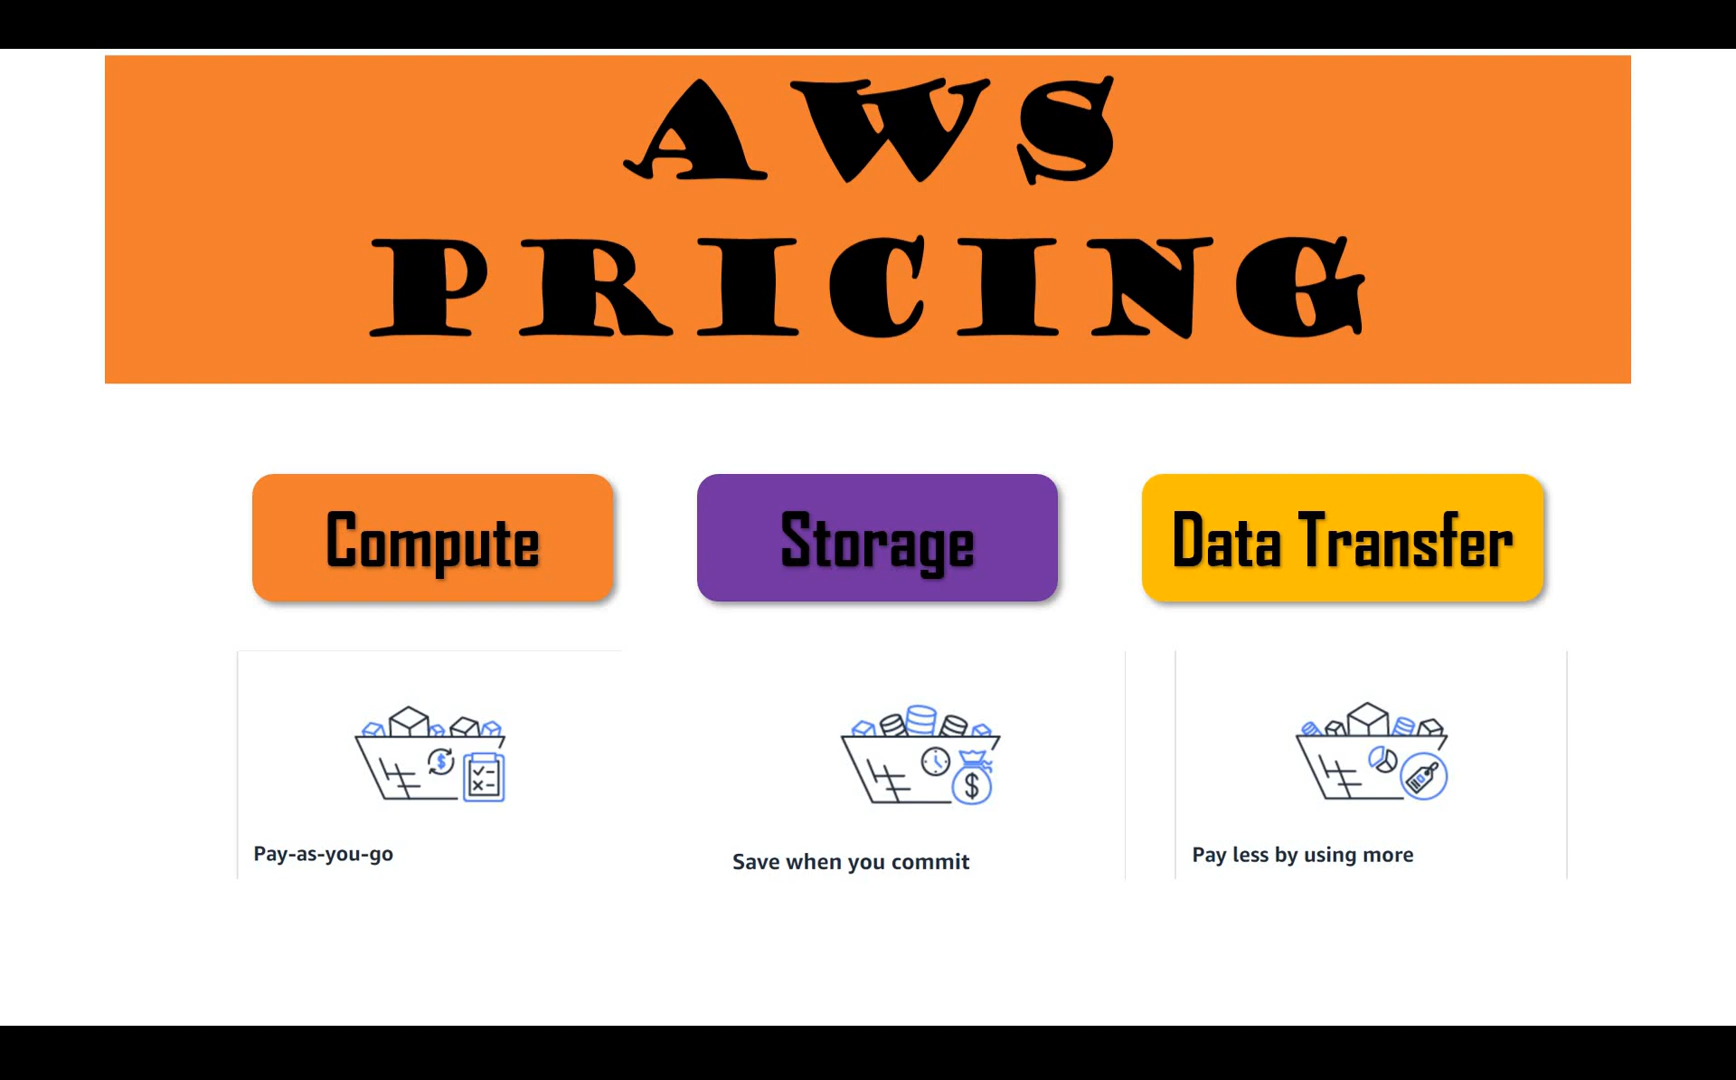 AWS
PRICING
Compute
Storage
Data Transfer
Pay-as-you-go
Save when you commit
Pay less by using more